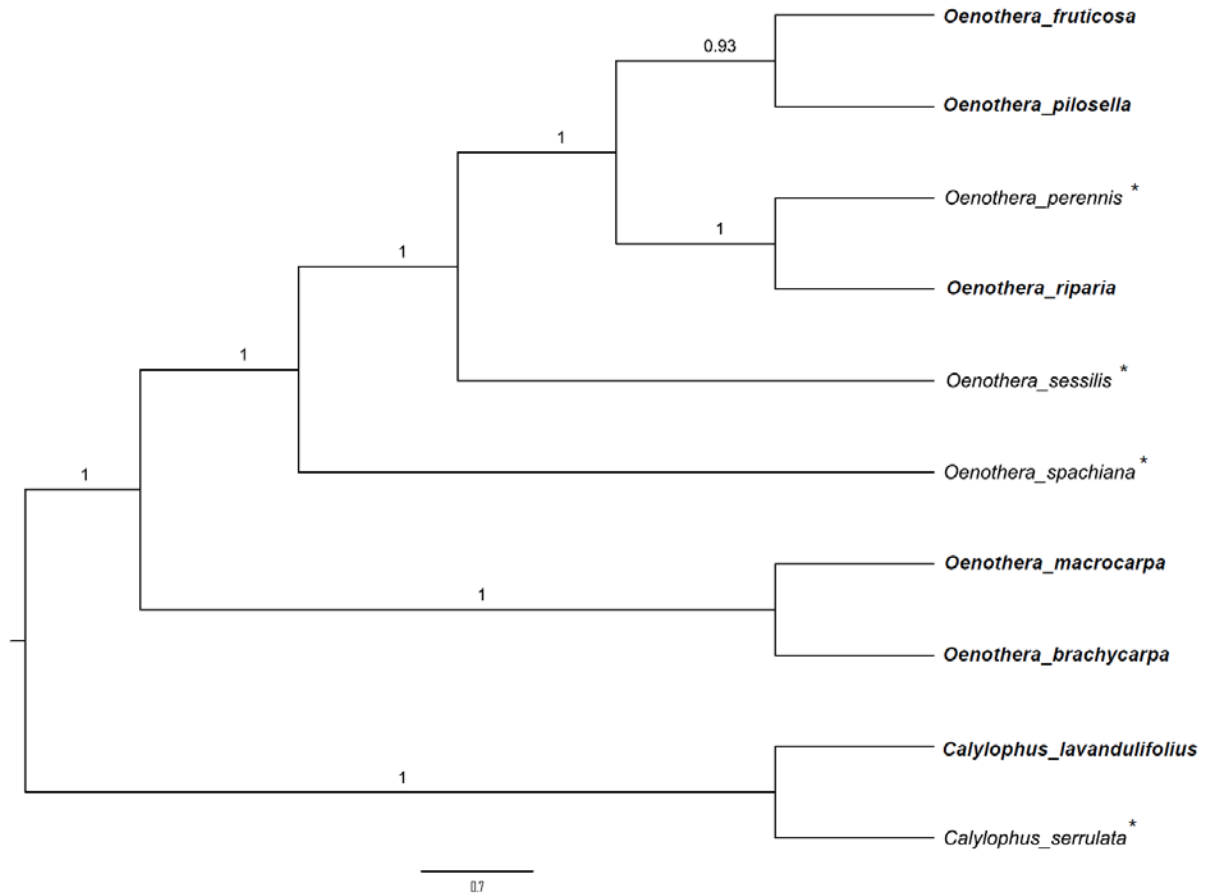 Oenothera_fruticosa
0.93
Oenothera_pilosella
1
Oenothera_perennis *
1
Oenothera_riparia
1
Oenothera_sessilis *
1
Oenothera_spachiana *
1
Oenothera_macrocarpa
1
Oenothera_brachycarpa
Calylophus_lavandulifolius
1
Calylophus_serrulata *
0.7